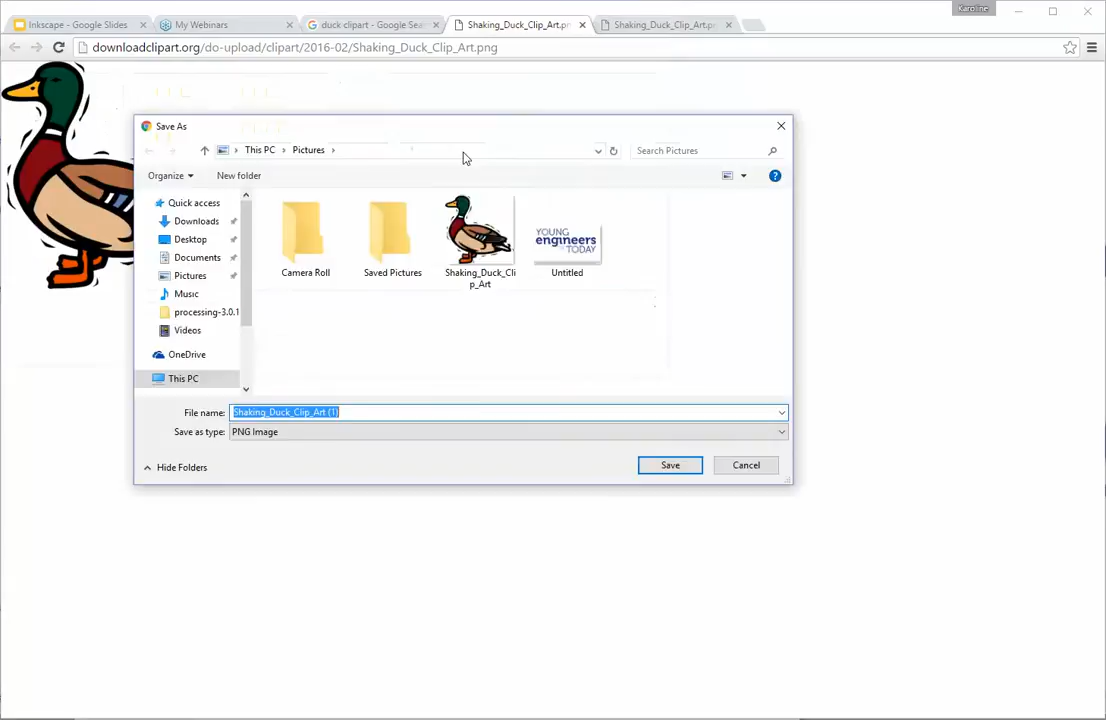 Karoline
Inkscape - Google Slides
My Webinars
duck clipart - Google Sea
Shaking_Duck_Clip_Art.pn
Shaking_Duck_Clip_Art.p
downloadclipart.org/do-upload/clipart/2016-02/Shaking_Duck_Clip_Art.png
Save As
This PC
Pictures
Search Pictures
Organize
New folder
Quick access
Downloads
Desktop
Documents
Pictures
Music
processing-3.0.1
Videos
OneDrive
This PC
Camera Roll
Saved Pictures
Shaking_Duck_Cli
p_Art
YOUNG
engineers
TODAY
Untitled
File name:
Shaking_Duck_Clip_Art (1)
Save as type:
PNG Image
Hide Folders
Save
Cancel